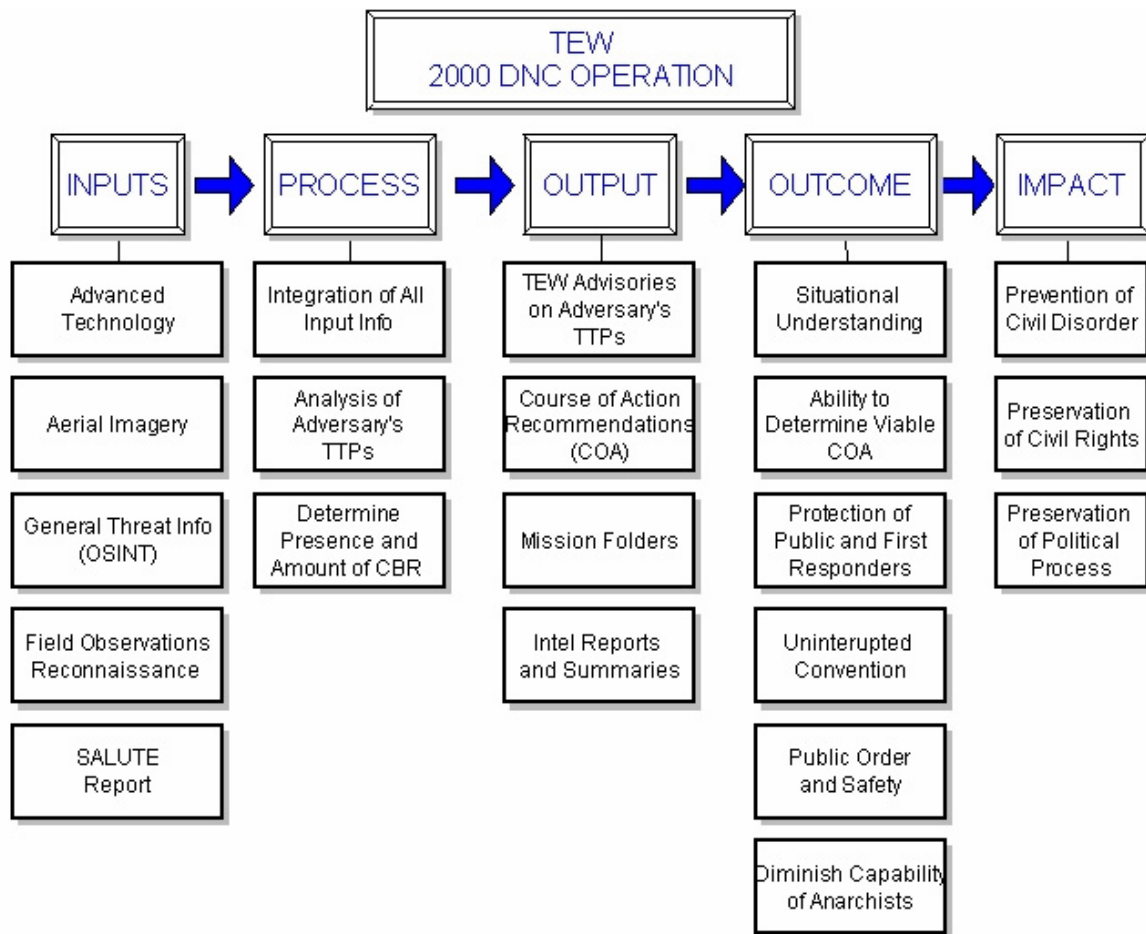 TEW
2000 DNC OPERATION
INPUTS
PROCESS
OUTPUT
OUTCOME
IMPACT
Advanced
Technology
Aerial Imagery
General Threat Info
(OSINT)
Field Observations
Reconnaissance
SALUTE
Report
Integration of All
Input Info
Analysis of
Adversary's
TTPs
Determine
Presence and
Amount of CBR
TEW Advisories
on Adversary's
TTPs
Course of Action
Recommendations
(COA)
Mission Folders
Intel Reports
and Summaries
Situational
Understanding
Ability to
Determine Viable
COA
Protection of
Public and First
Responders
Uninterupted
Convention
Public Order
and Safety
Diminish Capability
of Anarchists
Prevention of
Civil Disorder
Preservation
of Civil Rights
Preservation
of Political
Process